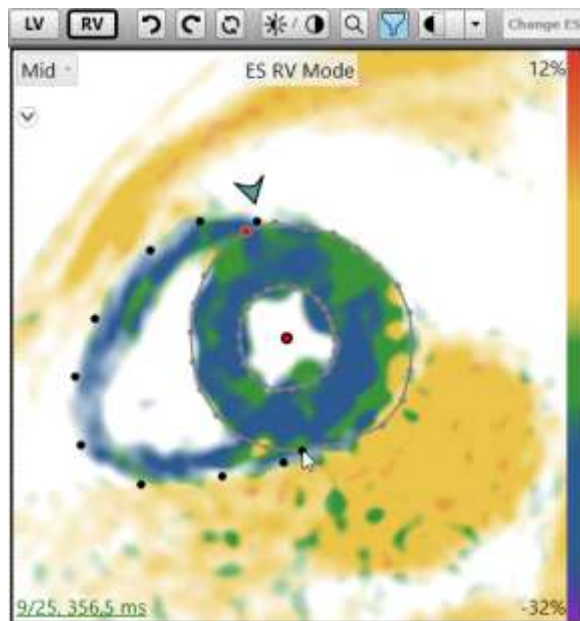 LV RV Change ES
Mid ES RV Mode 12%
9/25, 356,5 ms -32%